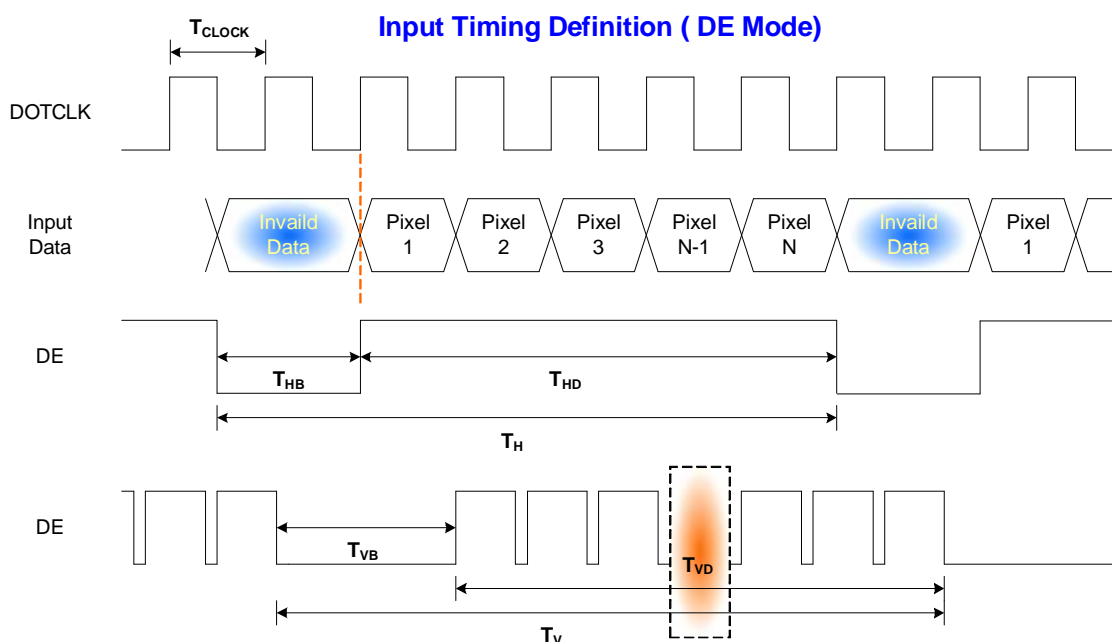 Input Timing Definition ( DE Mode)
TCLOCK
DOTCLK
Input
Data
Invaild
Data
Pixel
1
Pixel
2
Pixel
3
Pixel
N-1
Pixel
N
Invaild
Data
Pixel
1
DE
THB
THD
TH
DE
TVB
TVD
TV